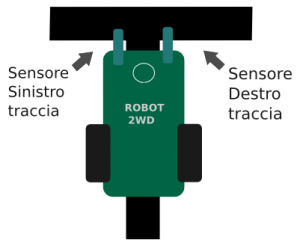 Sensore
Sinistro
traccia
Sensore
Destro
traccia
ROBOT
2WD